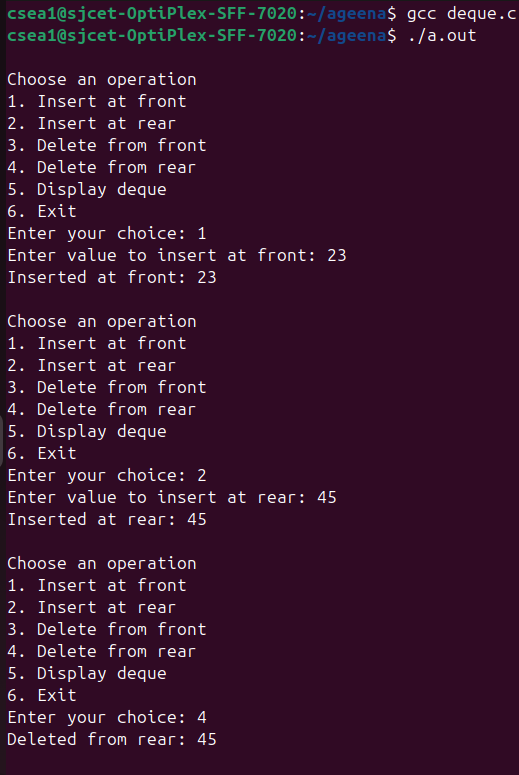 csea1@sjcet-OptiPlex-SFF-7020:~/ageena$ gcc deque.c
csea1@sjcet-OptiPlex-SFF-7020:~/ageena$ ./a.out
Choose an operation
1. Insert at front
2. Insert at rear
3. Delete from front
4. Delete from rear
5. Display deque
6. Exit
Enter your choice: 1
Enter value to insert at front: 23
Inserted at front: 23
Choose an operation
1. Insert at front
2. Insert at rear
3. Delete from front
4. Delete from rear
5. Display deque
6. Exit
Enter your choice: 2
Enter value to insert at rear: 45
Inserted at rear: 45
Choose an operation
1. Insert at front
2. Insert at rear
3. Delete from front
4. Delete from rear
5. Display deque
6. Exit
Enter your choice: 4
Deleted from rear: 45